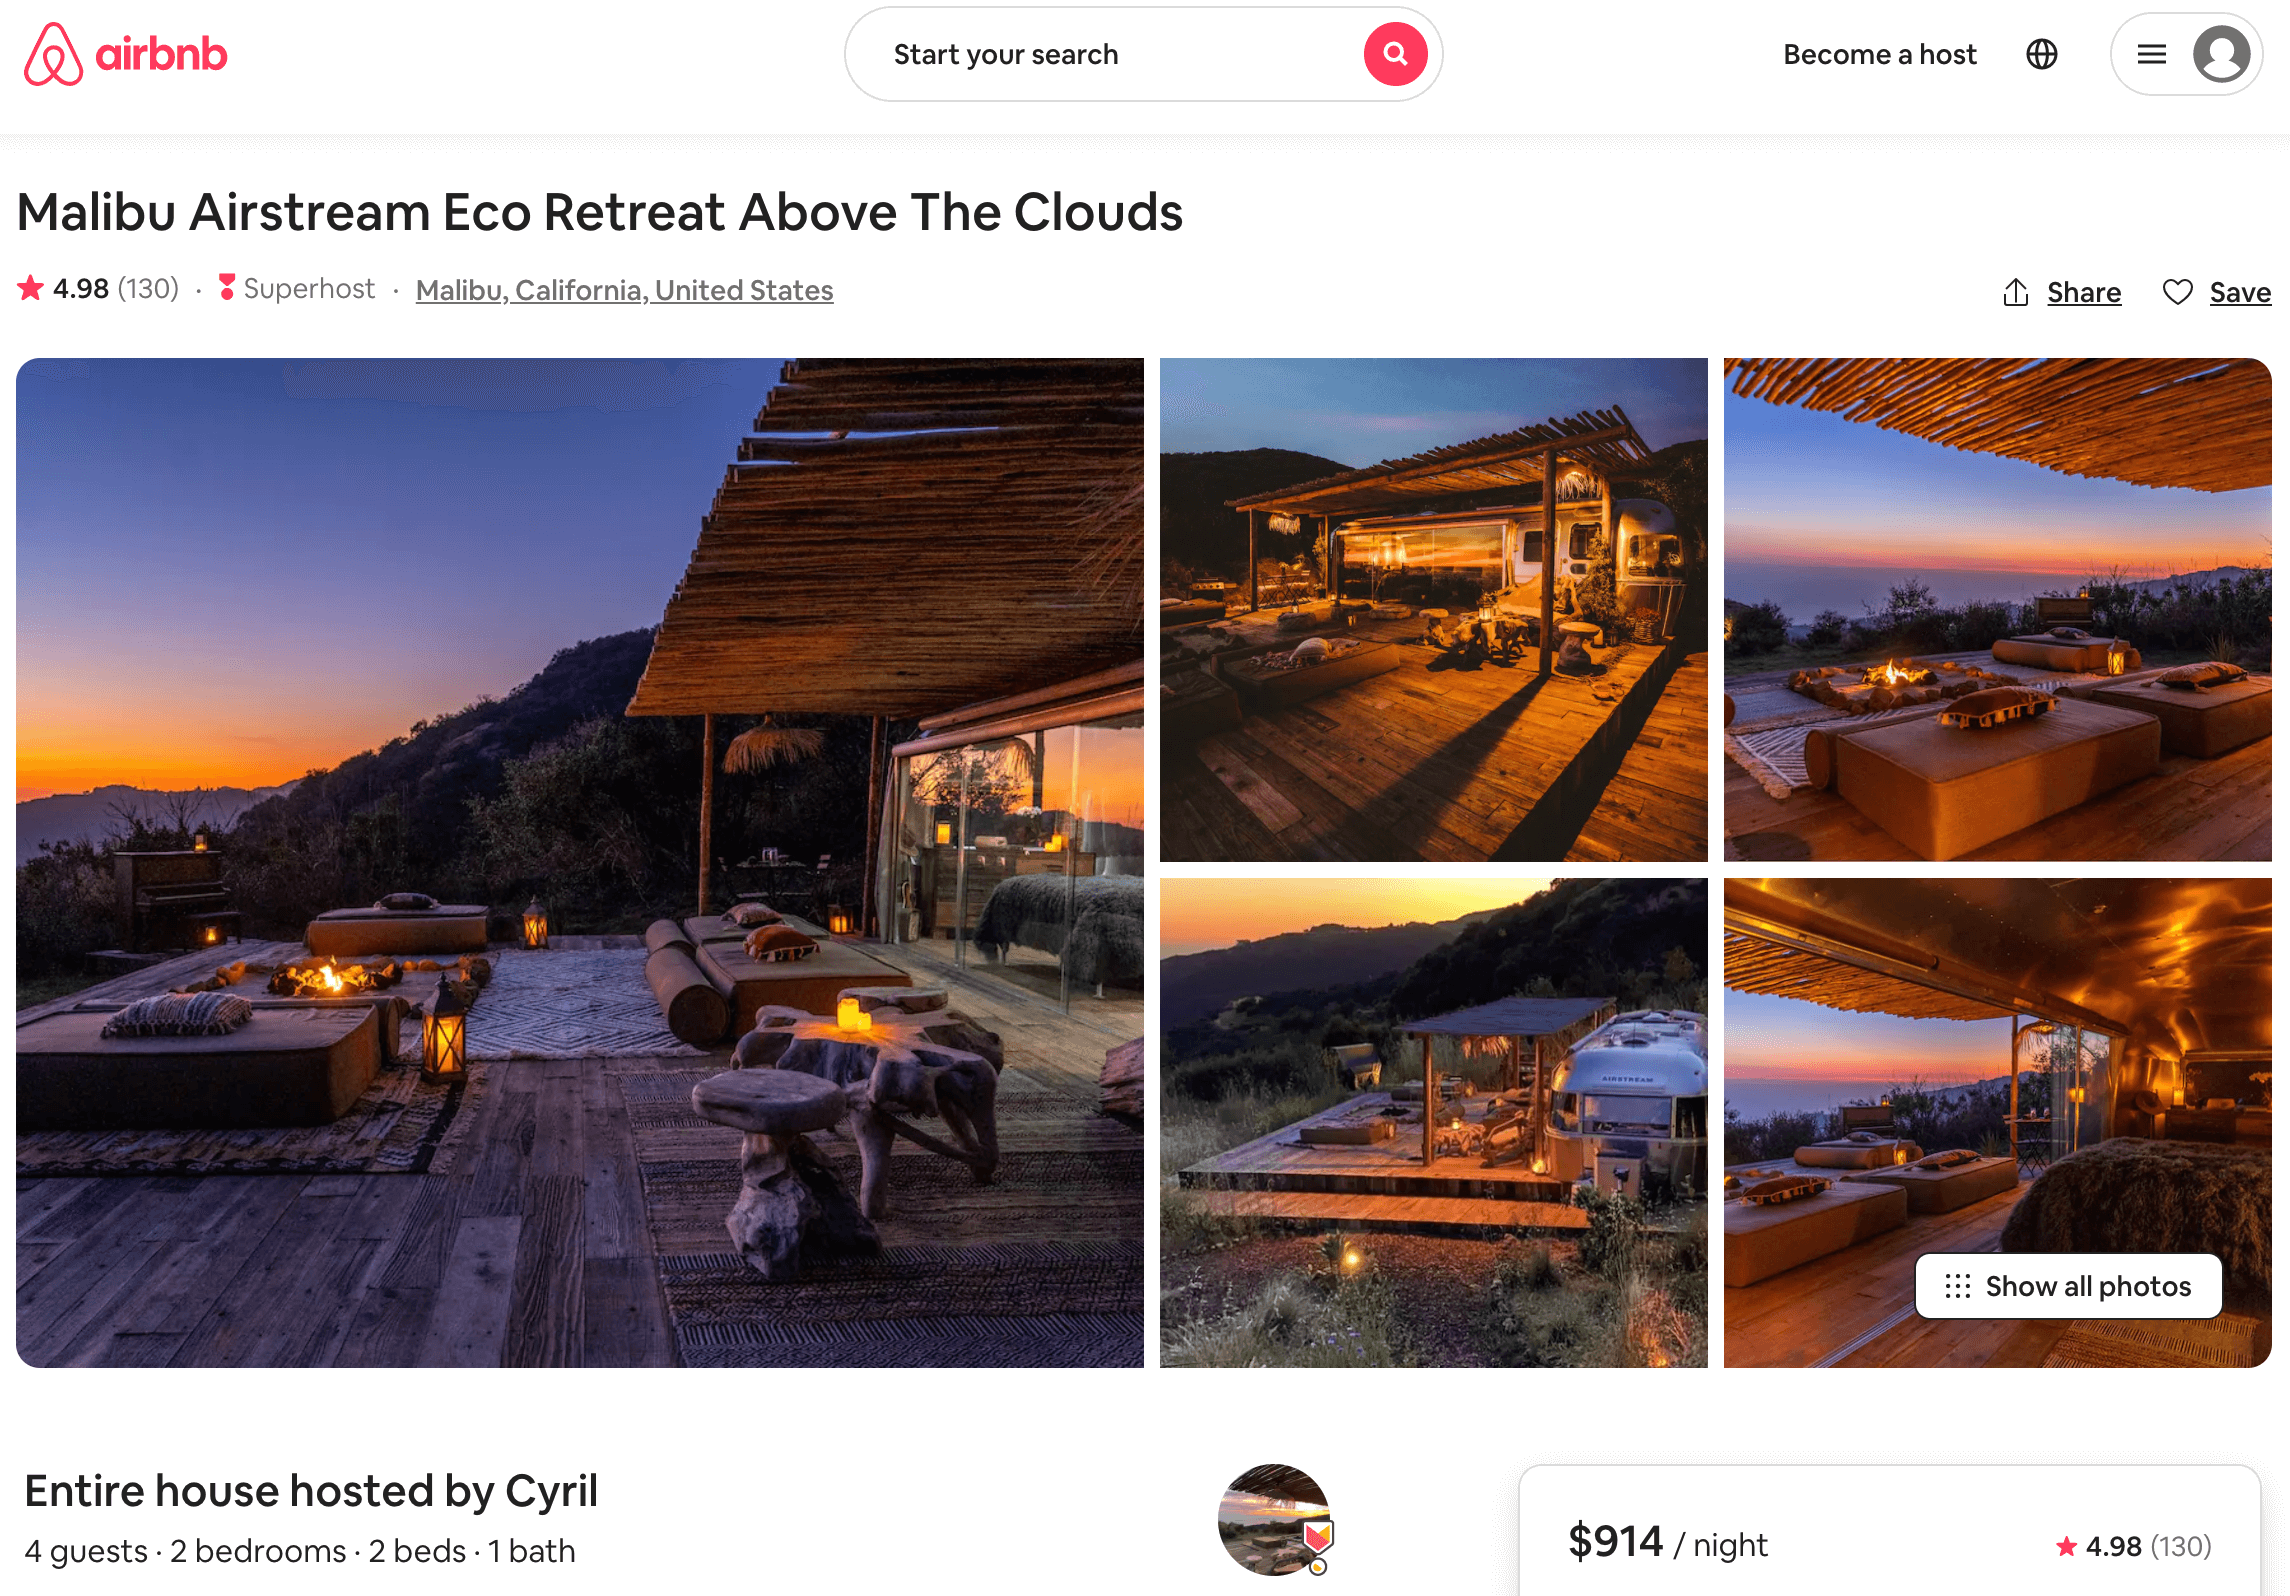 airbnb
Start your search
Become a host
Malibu Airstream Eco Retreat Above The Clouds
4.98 (130) · Superhost · Malibu, California, United States
Share
Save
AIRSTREAM
Show all photos
Entire house hosted by Cyril
4 guests · 2 bedrooms · 2 beds · 1 bath
$914 / night
4.98 (130)